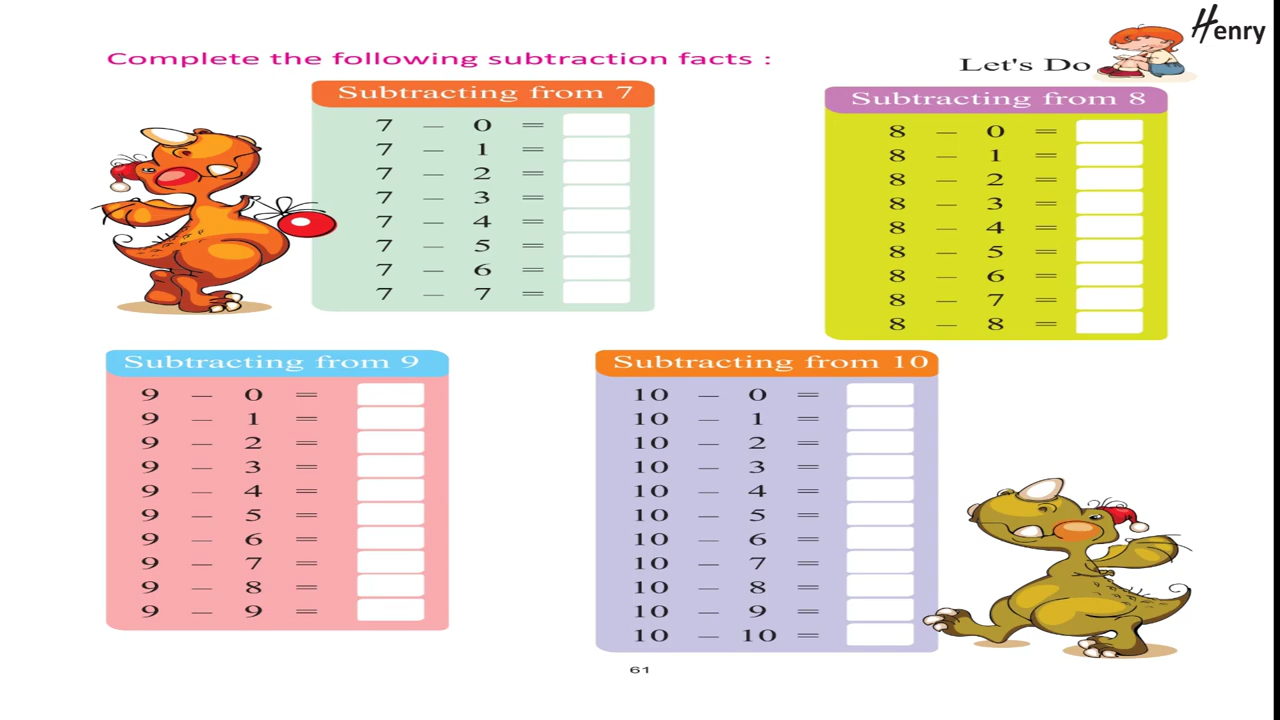 Henry
Complete the following subtraction facts :
Let's Do
Subtracting from 7
7 – 0 =
7 – 1 =
7 – 2 =
7 – 3 =
7 – 4 =
7 – 5 =
7 – 6 =
7 – 7 =
Subtracting from 8
8 – 0 =
8 – 1 =
8 – 2 =
8 – 3 =
8 – 4 =
8 – 5 =
8 – 6 =
8 – 7 =
8 – 8 =
Subtracting from 9
9 – 0 =
9 – 1 =
9 – 2 =
9 – 3 =
9 – 4 =
9 – 5 =
9 – 6 =
9 – 7 =
9 – 8 =
9 – 9 =
Subtracting from 10
10 – 0 =
10 – 1 =
10 – 2 =
10 – 3 =
10 – 4 =
10 – 5 =
10 – 6 =
10 – 7 =
10 – 8 =
10 – 9 =
10 – 10 =
61